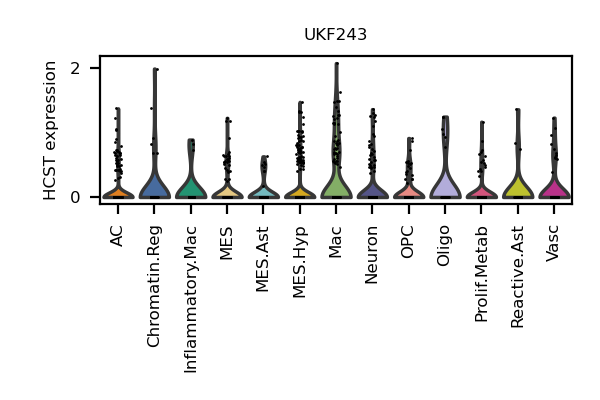 UKF243
HCST expression
2
0
AC
Chromatin.Reg
Inflammatory.Mac
MES
MES.Ast
MES.Hyp
Mac
Neuron
OPC
Oligo
Prolif.Metab
Reactive.Ast
Vasc